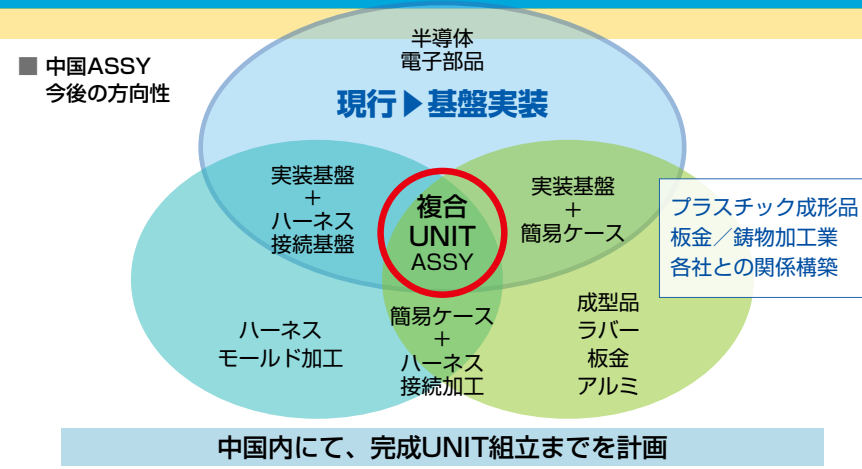 ■ 中国ASSY
今後の方向性
半導体
電子部品
現行▶基盤実装
実装基盤
+
ハーネス
接続基盤
複合
UNIT
ASSY
実装基盤
+
簡易ケース
プラスチック成形品
板金／鋳物加工業
各社との関係構築
ハーネス
モールド加工
簡易ケース
+
ハーネス
接続加工
成型品
ラバー
板金
アルミ
中国内にて、完成UNIT組立までを計画